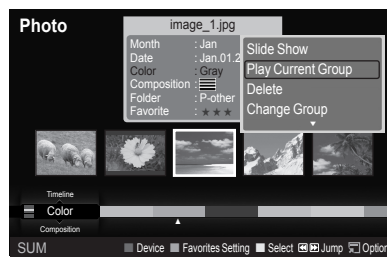 Photo
image_1.jpg
Month : Jan
Date : Jan.01.2
Color : Gray
Composition :
Folder : P-other
Favorite : ★ ★ ★
Slide Show
Play Current Group
Delete
Change Group
Timeline
Color
Composition
SUM
Device Favorites Setting Select Jump Option